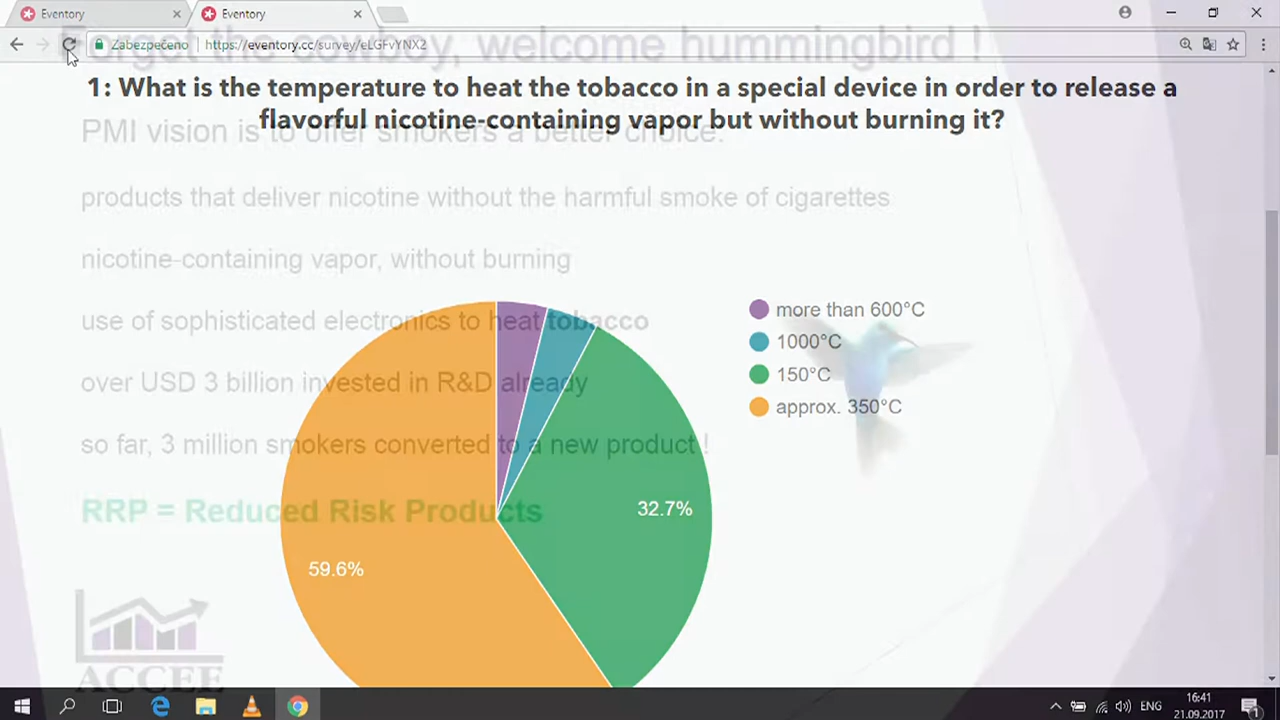 Eventory
Eventory
Zabezpečeno
https://eventory.cc/survey/eLGFvYNX2
Forget the cowboy, welcome hummingbird !
1: What is the temperature to heat the tobacco in a special device in order to release a
flavorful nicotine-containing vapor but without burning it?
PMI vision is to offer smokers a better choice:
products that deliver nicotine without the harmful smoke of cigarettes
nicotine-containing vapor, without burning
use of sophisticated electronics to heat tobacco
over USD 3 billion invested in R&D already
so far, 3 million smokers converted to a new product !
RRP = Reduced Risk Products
more than 600°C
1000°C
150°C
approx. 350°C
32.7%
59.6%
ACCEE
ENG
16:41
21.09.2017
1